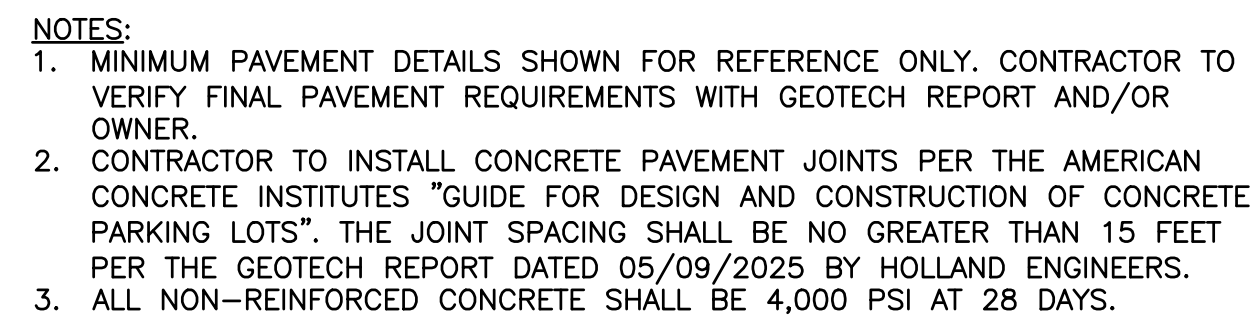 NOTES:
1. MINIMUM PAVEMENT DETAILS SHOWN FOR REFERENCE ONLY. CONTRACTOR TO
VERIFY FINAL PAVEMENT REQUIREMENTS WITH GEOTECH REPORT AND/OR
OWNER.
2. CONTRACTOR TO INSTALL CONCRETE PAVEMENT JOINTS PER THE AMERICAN
CONCRETE INSTITUTES "GUIDE FOR DESIGN AND CONSTRUCTION OF CONCRETE
PARKING LOTS". THE JOINT SPACING SHALL BE NO GREATER THAN 15 FEET
PER THE GEOTECH REPORT DATED 05/09/2025 BY HOLLAND ENGINEERS.
3. ALL NON-REINFORCED CONCRETE SHALL BE 4,000 PSI AT 28 DAYS.